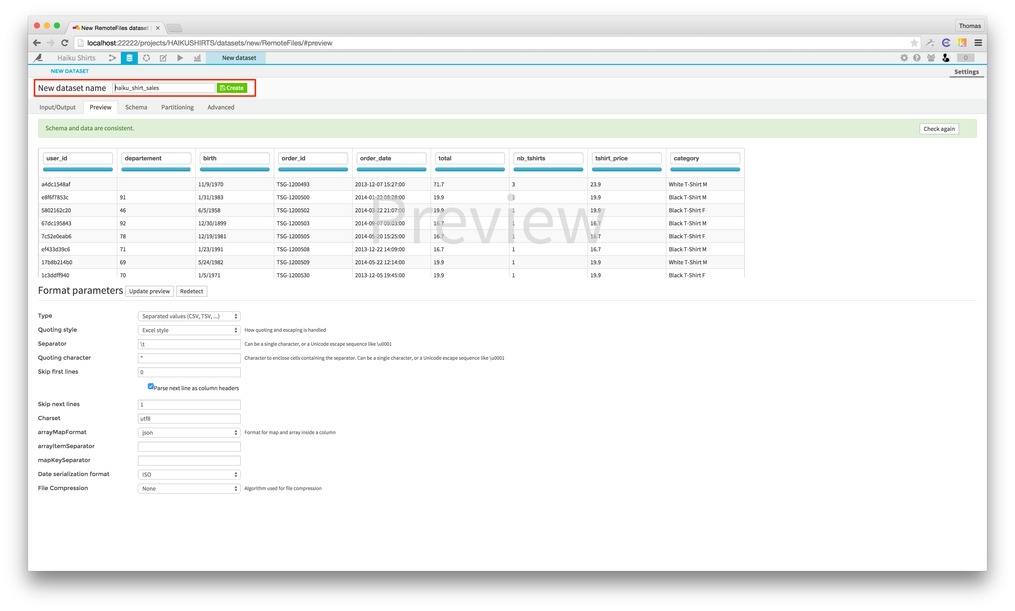 New RemoteFiles dataset
Thomas
localhost:22222/projects/HAIKUSHIRTS/datasets/new/RemoteFiles/#preview
Haiku Shirts New dataset
NEW DATASET Settings
New dataset name haiku_shirt_sales Create
Input/Output Preview Schema Partitioning Advanced
Schema and data are consistent. Check again
user_id departement birth order_id order_date total nb_tshirts tshirt_price category
a4dc1548af 11/9/1970 TSG-1200493 2013-12-07 15:27:00 71.7 3 23.9 White T-Shirt M
e8f6f7853c 91 1/31/1983 TSG-1200500 2014-01-22 08:28:00 19.9 1 19.9 Black T-Shirt M
5802162c20 46 6/5/1958 TSG-1200502 2014-03-22 21:07:00 19.9 1 19.9 Black T-Shirt F
67dc195843 92 12/30/1899 TSG-1200503 2014-09-07 09:03:00 16.7 1 16.7 Black T-Shirt M
7c52e0eab6 78 12/19/1981 TSG-1200505 2014-05-20 15:25:00 16.7 1 16.7 Black T-Shirt F
ef433d39c6 71 1/23/1991 TSG-1200508 2013-12-22 14:09:00 16.7 1 16.7 Black T-Shirt M
17b8b214b0 69 5/24/1982 TSG-1200509 2014-05-22 12:14:00 19.9 1 19.9 White T-Shirt M
1c3ddff940 70 1/5/1971 TSG-1200530 2013-12-05 19:45:00 19.9 1 19.9 Black T-Shirt F
Preview
Format parameters Update preview Redetect
Type Separated values (CSV, TSV, ...)
Quoting style Excel style How quoting and escaping is handled
Separator \t Can be a single character, or a Unicode escape sequence like \u0001
Quoting character " Character to enclose cells containing the separator. Can be a single character, or a Unicode escape sequence like \u0001
Skip first lines 0
Parse next line as column headers
Skip next lines 1
Charset utf8
arrayMapFormat json Format for map and array inside a column
arrayItemSeparator
mapKeySeparator
Date serialization format ISO
File Compression None Algorithm used for file compression